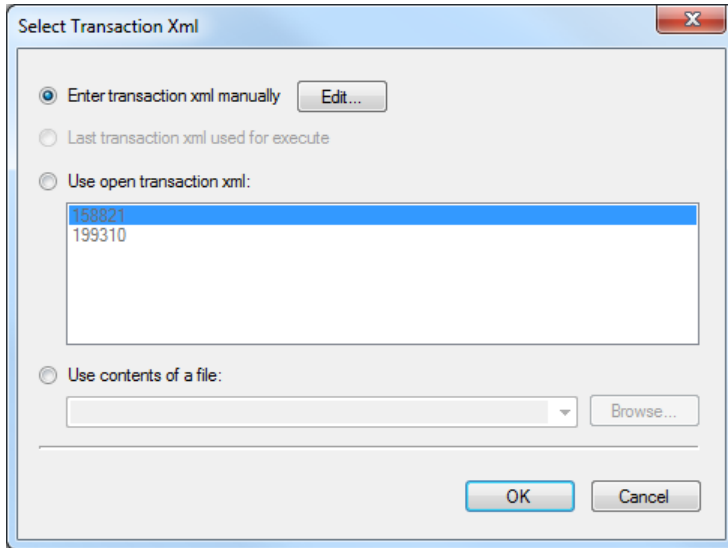 Select Transaction Xml
Enter transaction xml manually Edit...
Last transaction xml used for execute
Use open transaction xml:
158821
199310
Use contents of a file:
Browse...
OK Cancel